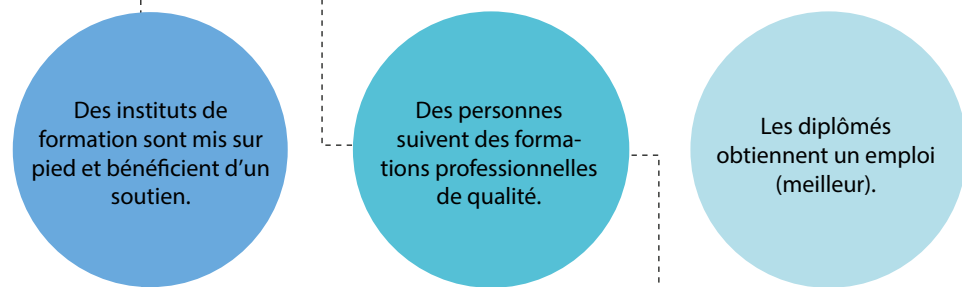 Des instituts de
formation sont mis sur
pied et bénéficient d’un
soutien.
Des personnes
suivent des forma-
tions professionnelles
de qualité.
Les diplômés
obtiennent un emploi
(meilleur).